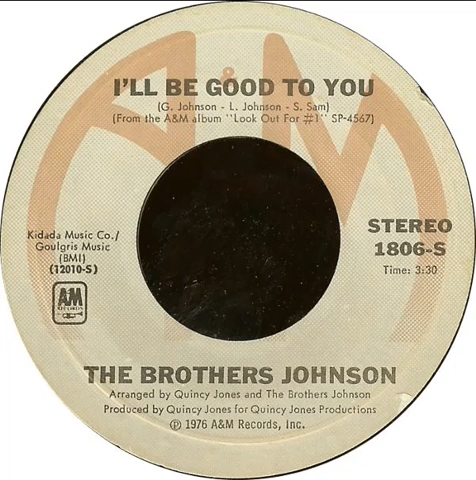 I'LL BE GOOD TO YOU
(G. Johnson - L. Johnson - S. Sam)
(From the A&M album "Look Out For #1" SP-4567)
A&M
Kidada Music Co./
Goulgris Music
(BMI)
(12010-S)
STEREO
1806-S
Time: 3:30
AM
RECORDS
THE BROTHERS JOHNSON
Arranged by Quincy Jones and The Brothers Johnson
Produced by Quincy Jones for Quincy Jones Productions
Ⓟ 1976 A&M Records, Inc.